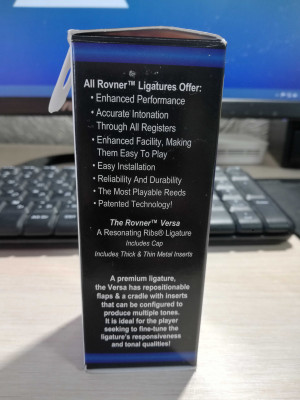 All Rovner™ Ligatures Offer:
• Enhanced Performance
• Accurate Intonation
Through All Registers
• Enhanced Facility, Making
Them Easy To Play
• Easy Installation
• Reliability And Durability
• The Most Playable Reeds
• Patented Technology!
The Rovner™ Versa
A Resonating Ribs® Ligature
Includes Cap
Includes Thick & Thin Metal Inserts
A premium ligature,
the Versa has repositionable
flaps & a cradle with inserts
that can be configured to
produce multiple tones.
It is ideal for the player
seeking to fine-tune the
ligature's responsiveness
and tonal qualities!